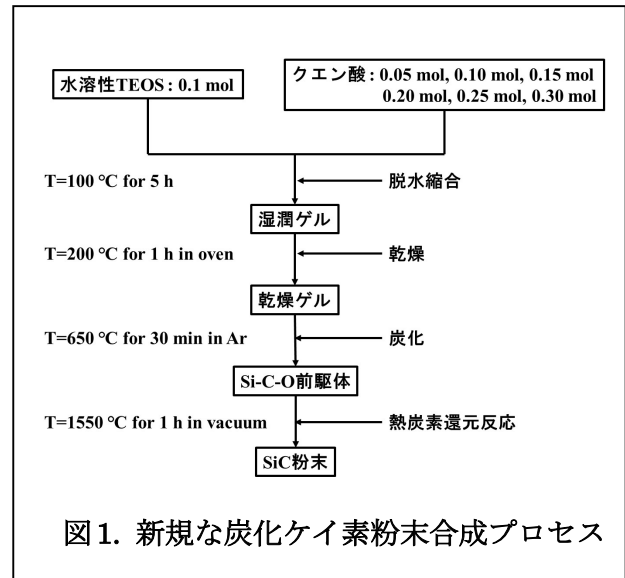 水溶性TEOS : 0.1 mol
クエン酸 : 0.05 mol, 0.10 mol, 0.15 mol
0.20 mol, 0.25 mol, 0.30 mol
T=100 °C for 5 h
脱水縮合
湿潤ゲル
T=200 °C for 1 h in oven
乾燥
乾燥ゲル
T=650 °C for 30 min in Ar
炭化
Si-C-O前駆体
T=1550 °C for 1 h in vacuum
熱炭素還元反応
SiC粉末
図1. 新規な炭化ケイ素粉末合成プロセス